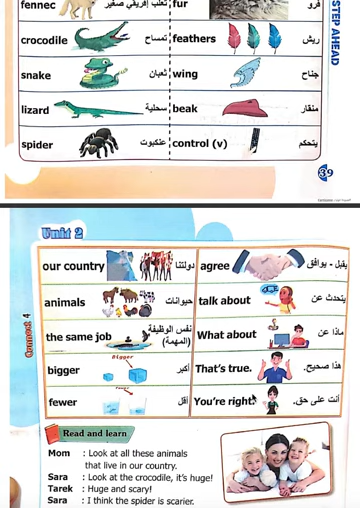 fennec ثعلب إفريقي صغير fur فرو
crocodile تمساح feathers ريش
snake ثعبان wing جناح
lizard سحلية beak منقار
spider عنكبوت control (v) يتحكم
STEP AHEAD
39
Unit 2
our country دولتنا agree يقبل - يوافق
animals حيوانات talk about يتحدث عن
the same job نفس الوظيفة (المهمة) What about ماذا عن
Bigger
bigger أكبر That's true. هذا صحيح.
fewer أقل You're right أنت على حق.
Connect 4
Read and learn
Mom : Look at all these animals
that live in our country.
Sara : Look at the crocodile, it's huge!
Tarek : Huge and scary!
Sara : I think the spider is scarier.